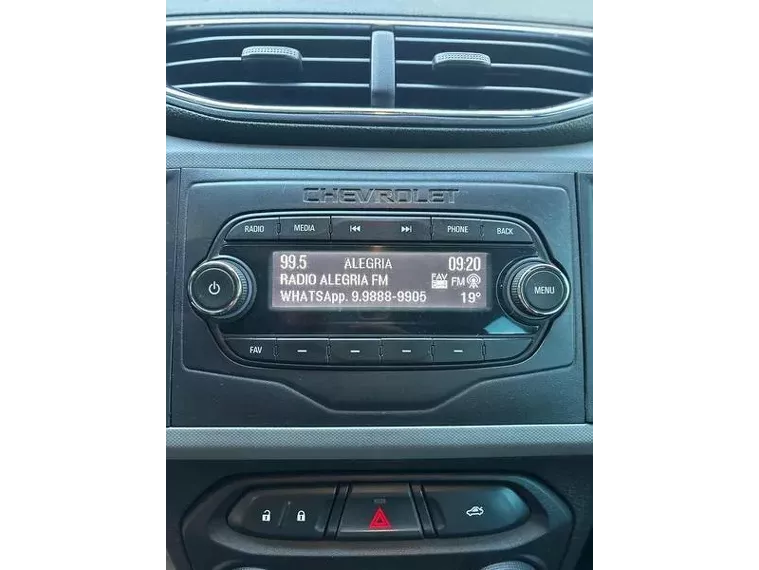 CHEVROLET
RADIO MEDIA PHONE BACK
99.5 ALEGRIA 09:20
RADIO ALEGRIA FM FAV FM
WHATSApp. 9.9888-9905 19°
MENU
FAV